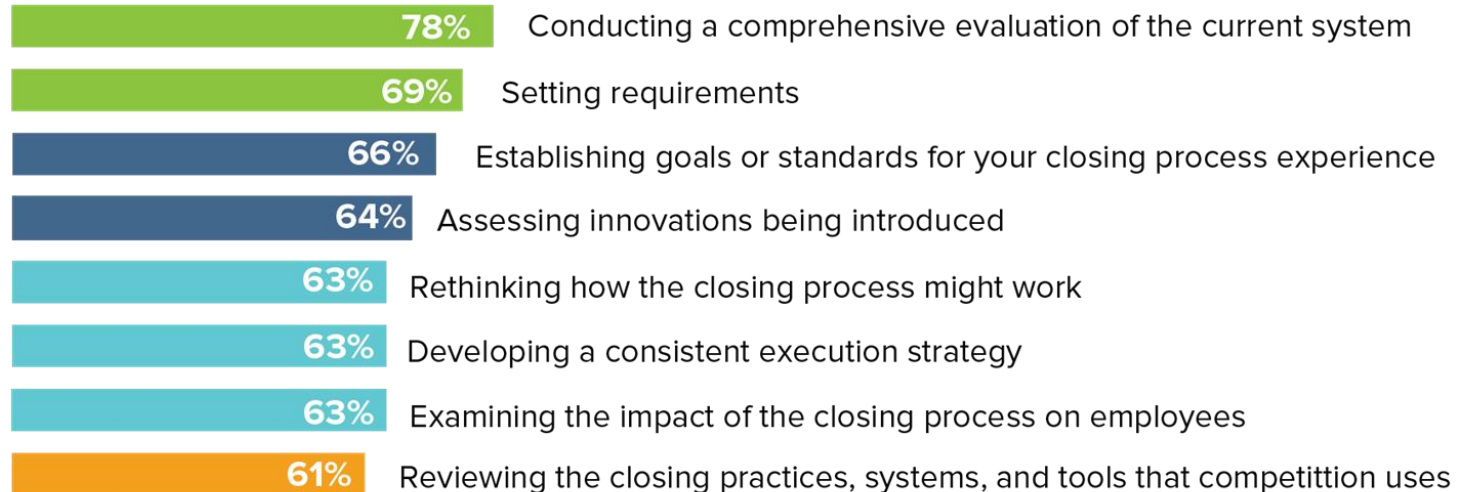 78% Conducting a comprehensive evaluation of the current system
69% Setting requirements
66% Establishing goals or standards for your closing process experience
64% Assessing innovations being introduced
63% Rethinking how the closing process might work
63% Developing a consistent execution strategy
63% Examining the impact of the closing process on employees
61% Reviewing the closing practices, systems, and tools that competittion uses